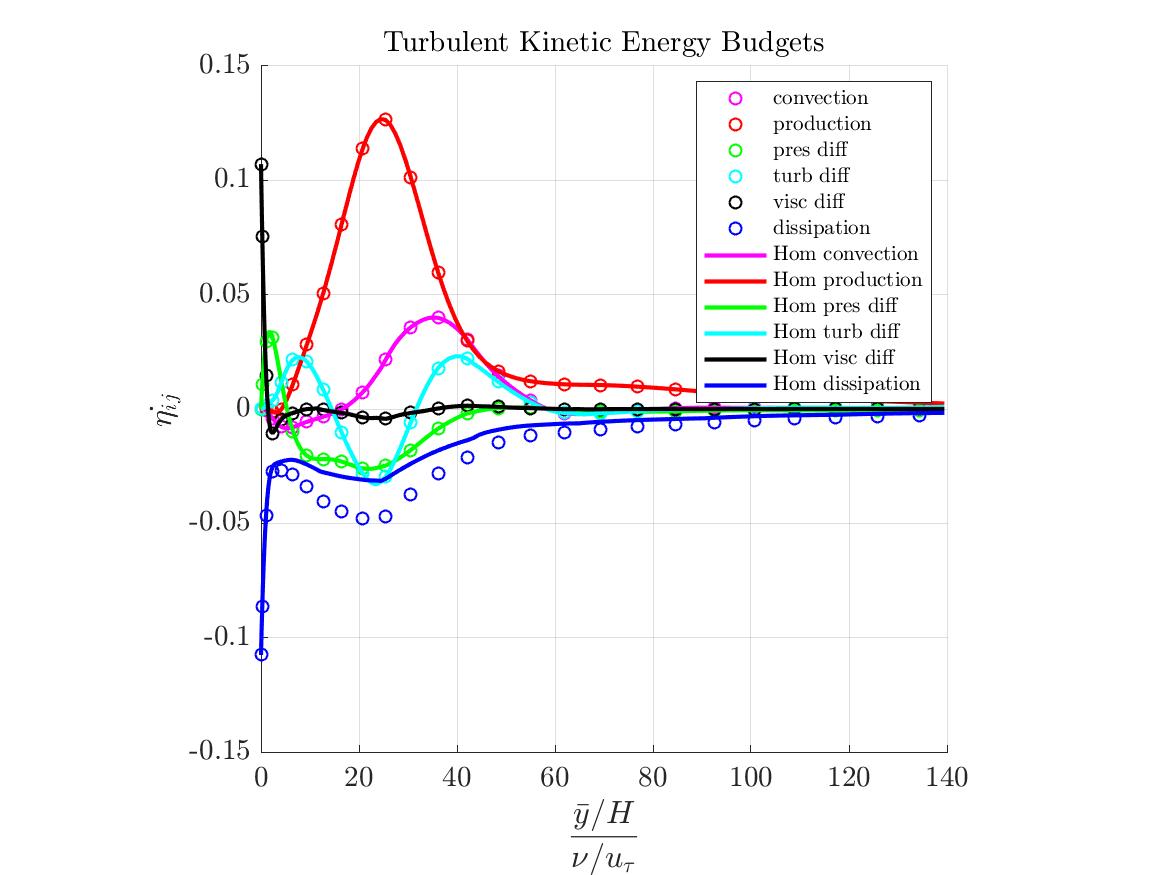 Turbulent Kinetic Energy Budgets
0.15
0.1
0.05
0
-0.05
-0.1
-0.15
η̇ᵢⱼ
convection
production
pres diff
turb diff
visc diff
dissipation
Hom convection
Hom production
Hom pres diff
Hom turb diff
Hom visc diff
Hom dissipation
0 20 40 60 80 100 120 140
ȳ/H
ν/u_τ